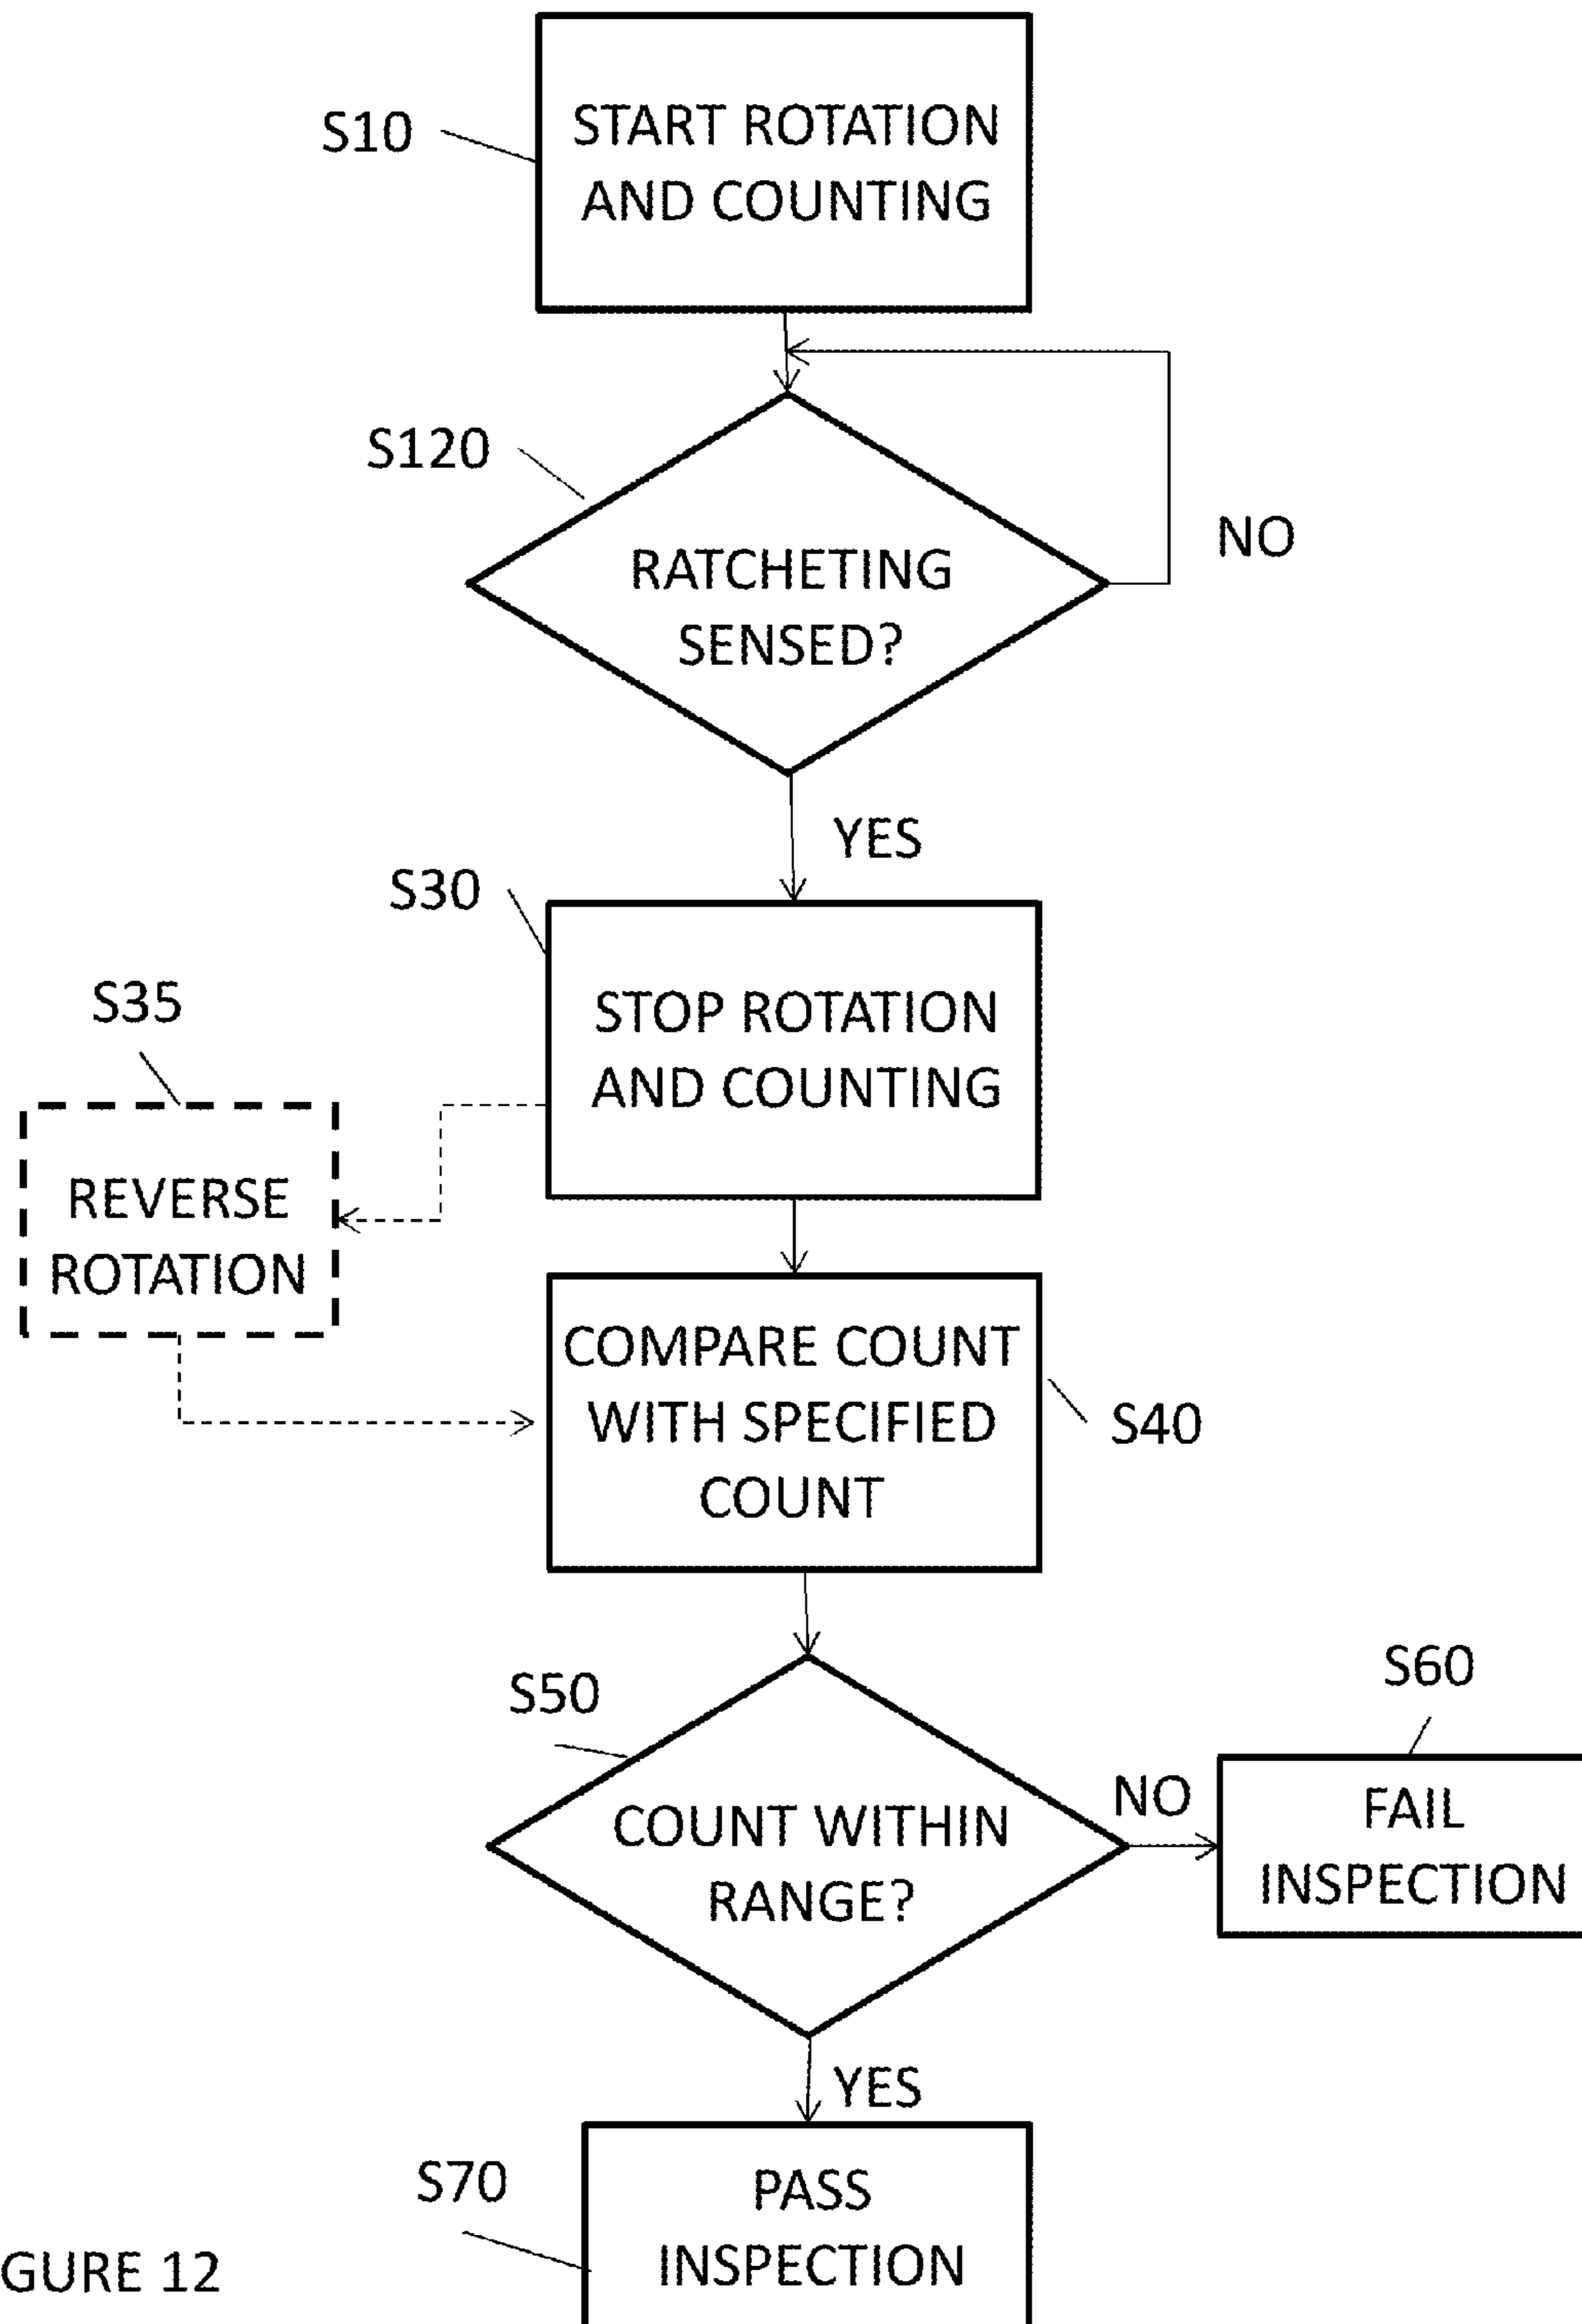 S10
START ROTATION
AND COUNTING
S120
RATCHETING
SENSED?
NO
YES
S30
STOP ROTATION
AND COUNTING
S35
REVERSE
ROTATION
COMPARE COUNT
WITH SPECIFIED
COUNT
S40
S50
COUNT WITHIN
RANGE?
NO
S60
FAIL
INSPECTION
YES
S70
PASS
INSPECTION
GURE 12